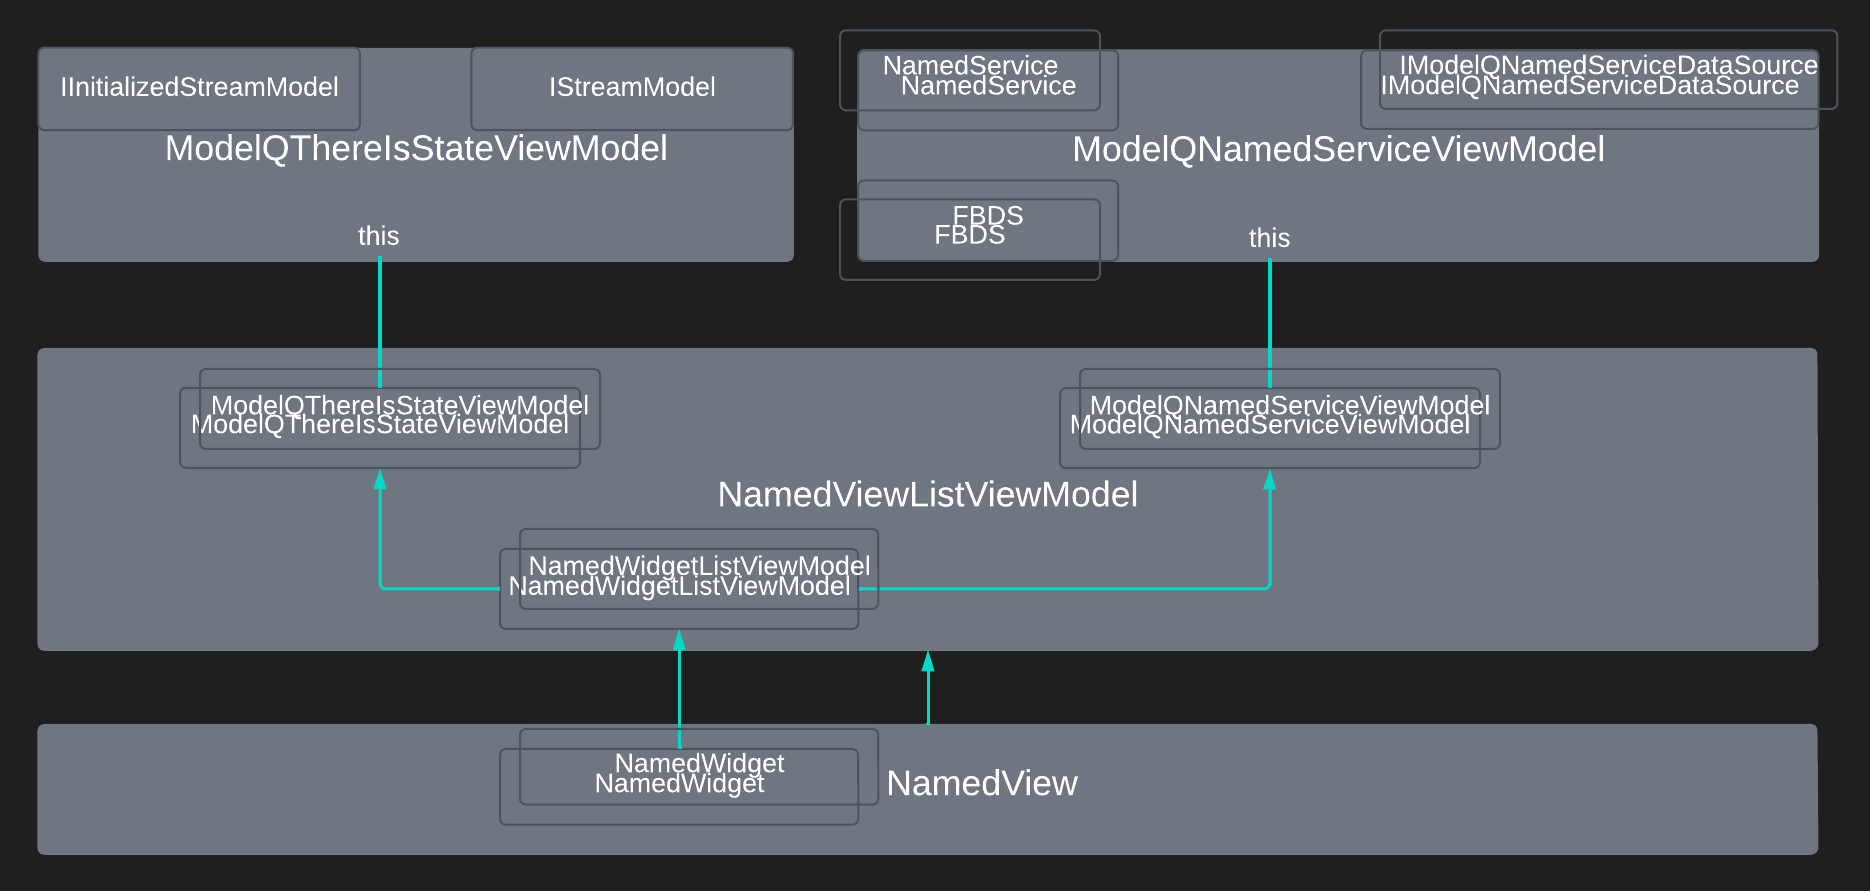 IInitializedStreamModel
IStreamModel
ModelQThereIsStateViewModel
this
NamedService
NamedService
IModelQNamedServiceDataSource
IModelQNamedServiceDataSource
ModelQNamedServiceViewModel
FBDS
FBDS
this
ModelQThereIsStateViewModel
ModelQThereIsStateViewModel
ModelQNamedServiceViewModel
ModelQNamedServiceViewModel
NamedViewListViewModel
NamedWidgetListViewModel
NamedWidgetListViewModel
NamedWidget
NamedWidget
NamedView